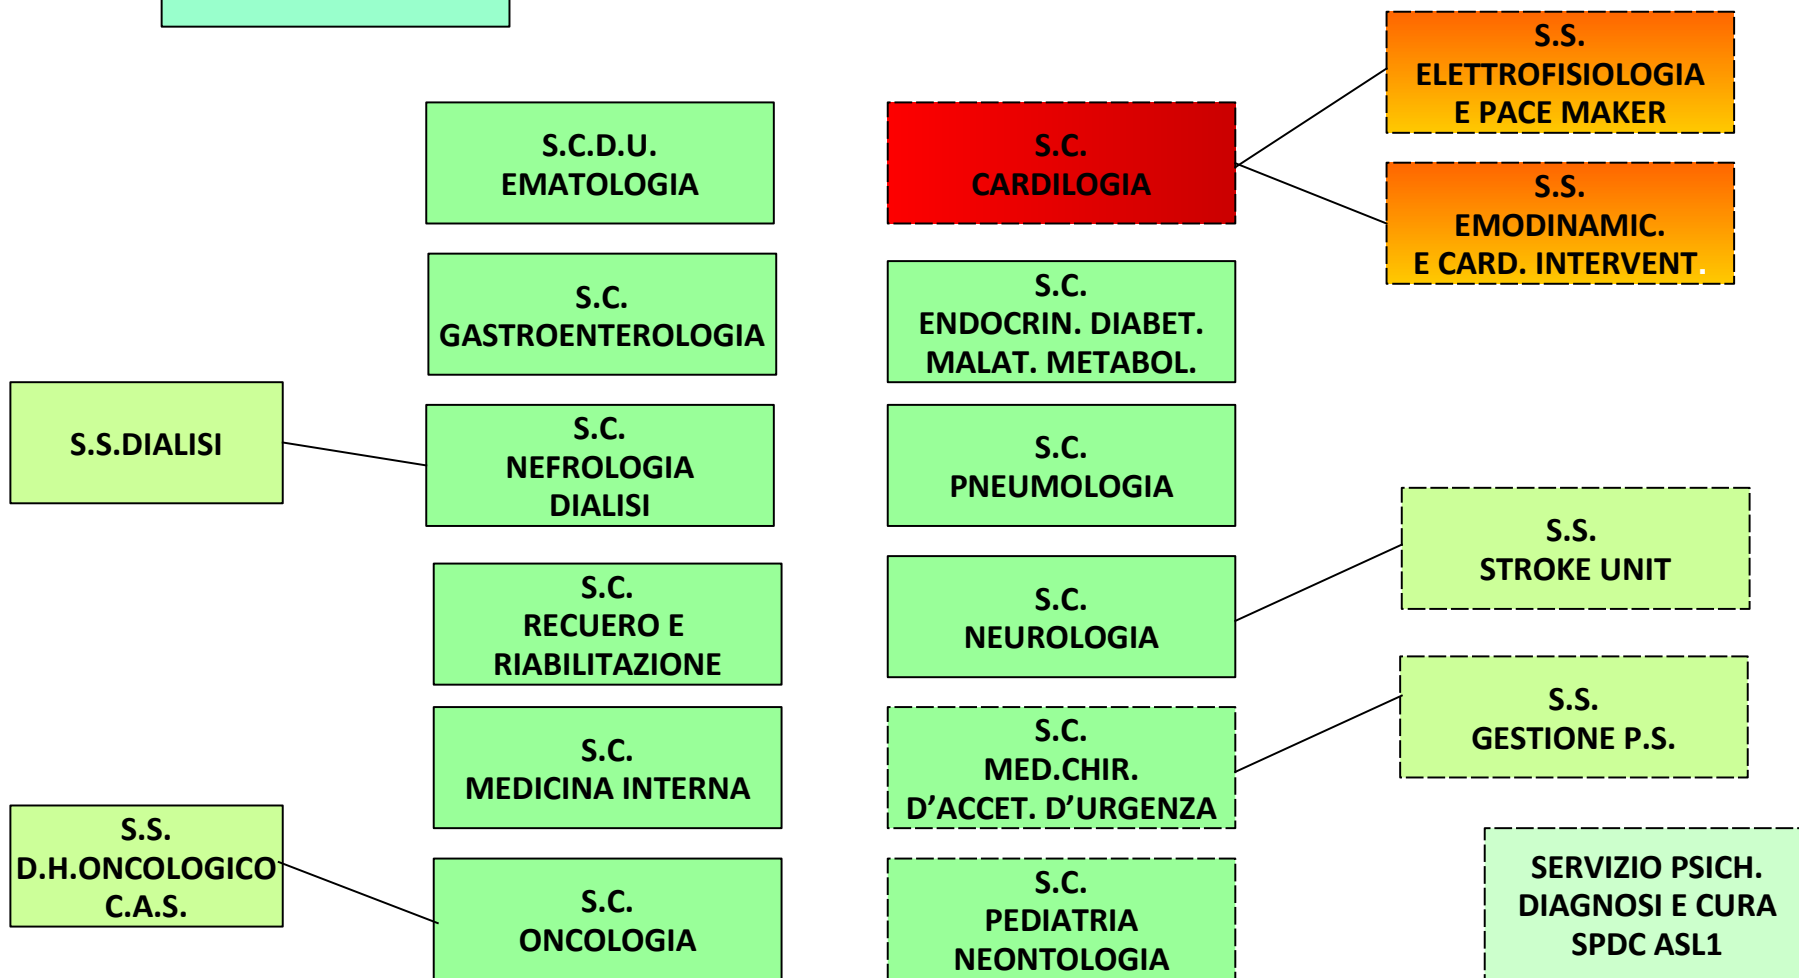 S.S.
ELETTROFISIOLOGIA
E PACE MAKER
S.C.D.U.
EMATOLOGIA
S.C.
CARDILOGIA
S.S.
EMODINAMIC.
E CARD. INTERVENT.
S.C.
GASTROENTEROLOGIA
S.C.
ENDOCRIN. DIABET.
MALAT. METABOL.
S.S.DIALISI
S.C.
NEFROLOGIA
DIALISI
S.C.
PNEUMOLOGIA
S.S.
STROKE UNIT
S.C.
RECUERO E
RIABILITAZIONE
S.C.
NEUROLOGIA
S.S.
GESTIONE P.S.
S.C.
MEDICINA INTERNA
S.C.
MED.CHIR.
D’ACCET. D’URGENZA
S.S.
D.H.ONCOLOGICO
C.A.S.
S.C.
ONCOLOGIA
S.C.
PEDIATRIA
NEONTOLOGIA
SERVIZIO PSICH.
DIAGNOSI E CURA
SPDC ASL1